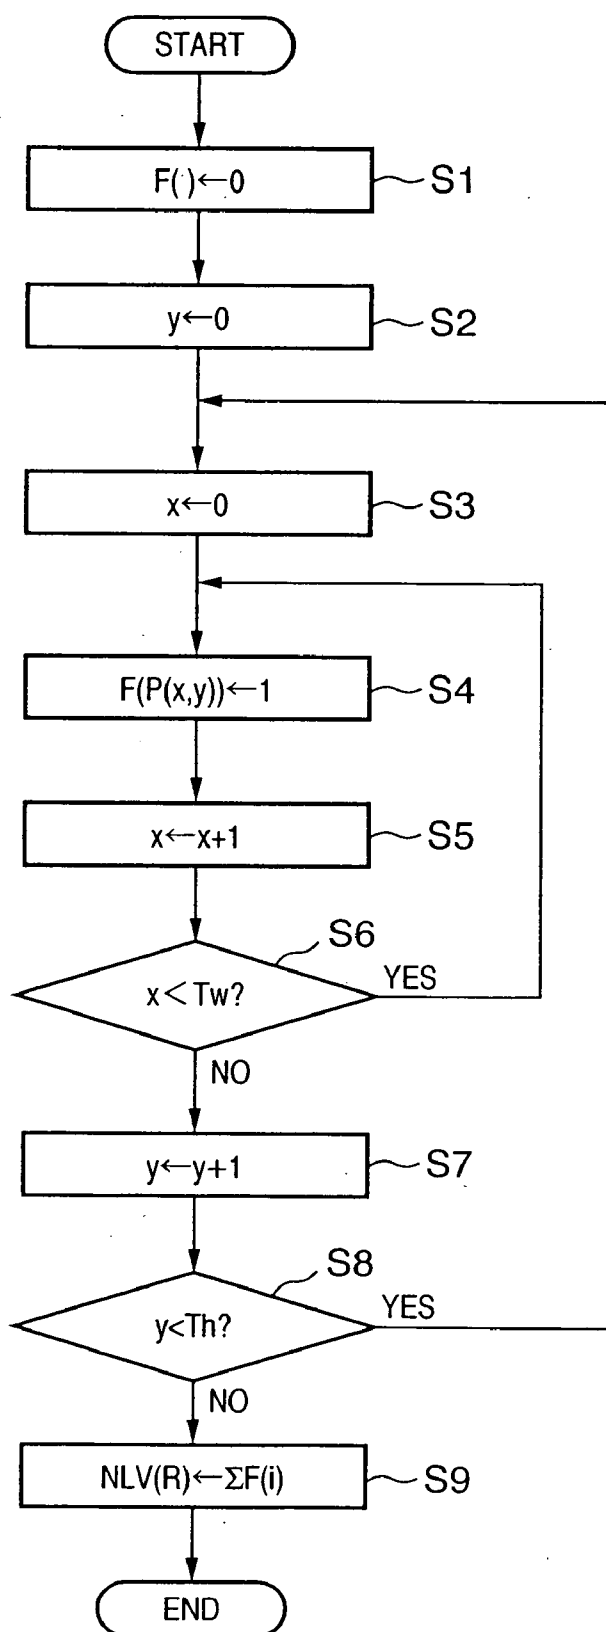 START
F( )←0
S1
y←0
S2
x←0
S3
F(P(x,y))←1
S4
x←x+1
S5
S6
x<Tw?
YES
NO
y←y+1
S7
S8
y<Th?
YES
NO
NLV(R)←ΣF(i)
S9
END